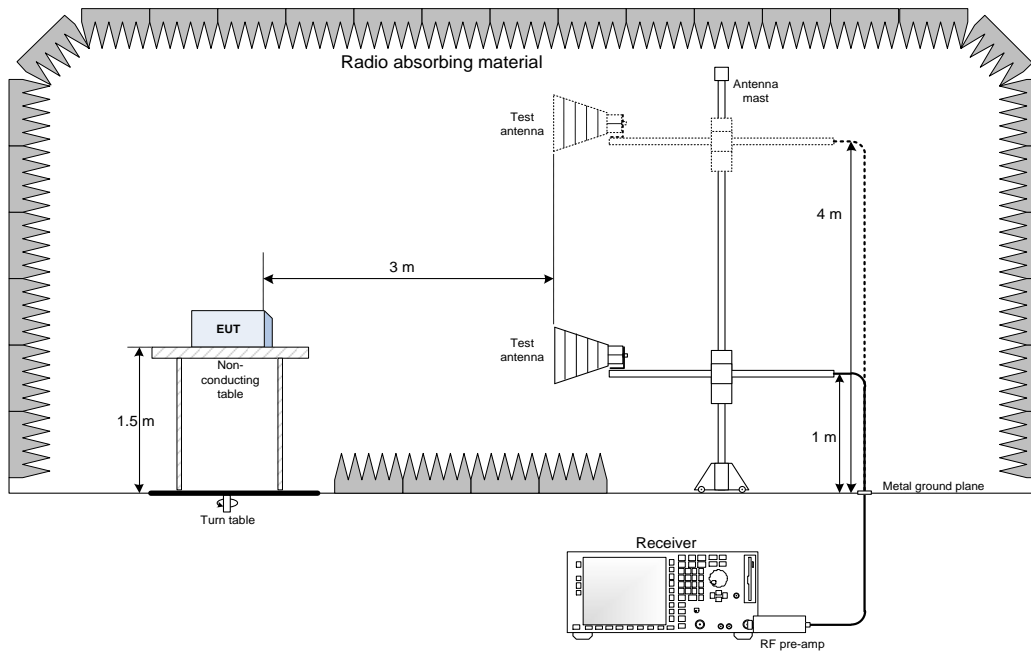 Radio absorbing material
Antenna
mast
Test
antenna
4 m
3 m
EUT
Test
antenna
Non-
conducting
table
1.5 m
1 m
Metal ground plane
Turn table
Receiver
RF pre-amp